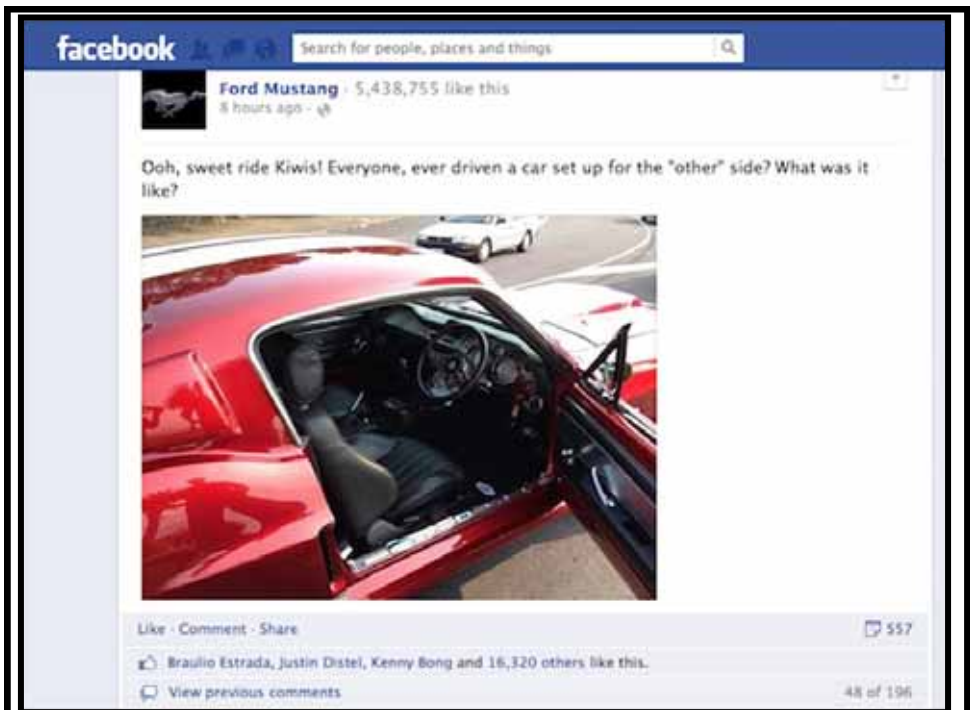 facebook Search for people, places and things
Ford Mustang · 5,438,755 like this
8 hours ago ·
Ooh, sweet ride Kiwis! Everyone, ever driven a car set up for the "other" side? What was it
like?
Like · Comment · Share 557
Braulio Estrada, Justin Distel, Kenny Bong and 16,320 others like this.
View previous comments 48 of 196